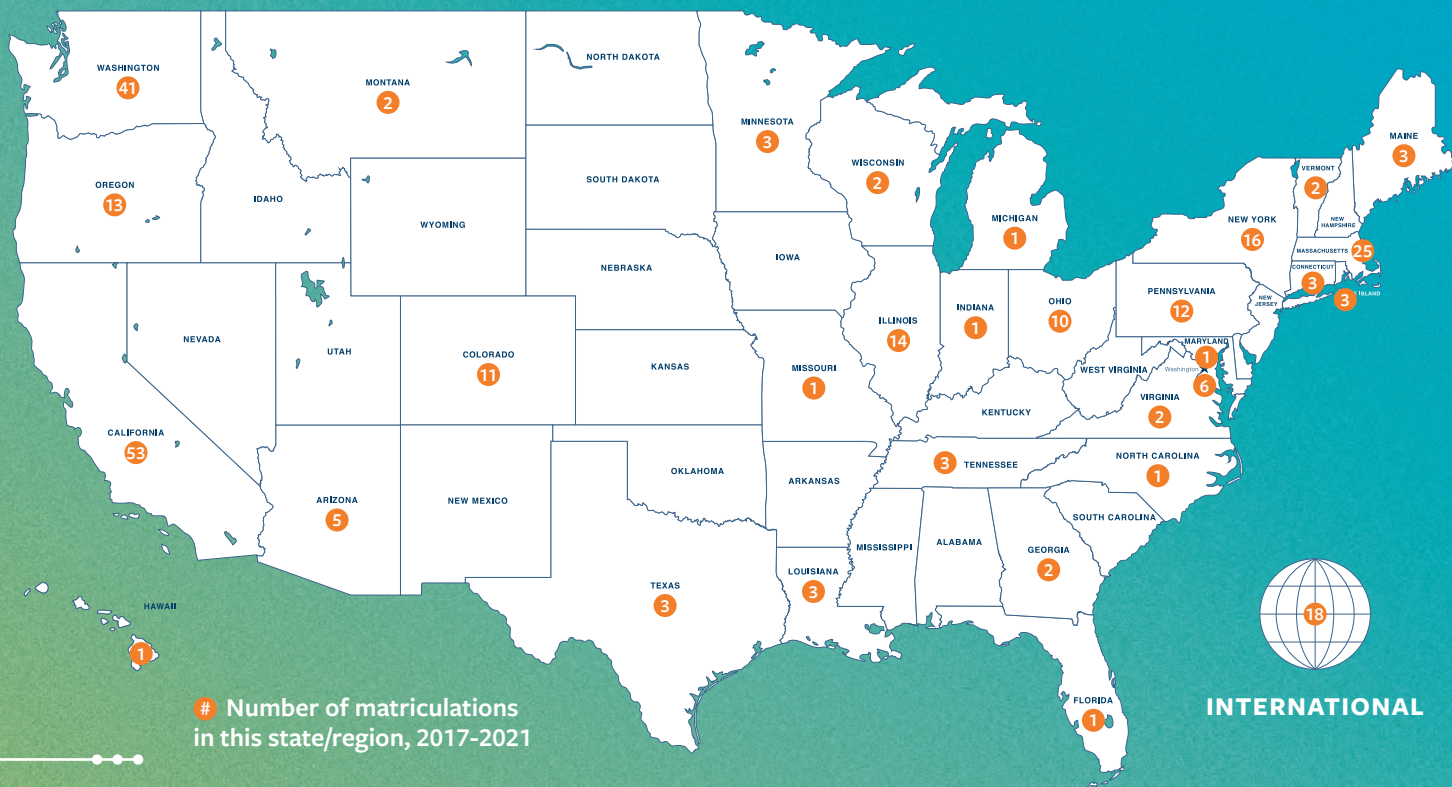 WASHINGTON
41
MONTANA
2
NORTH DAKOTA
MINNESOTA
3
MAINE
3
OREGON
13
IDAHO
SOUTH DAKOTA
WISCONSIN
2
VERMONT
2
WYOMING
MICHIGAN
1
NEW YORK
16
NEW
HAMPSHIRE
MASSACHUSETTS
25
IOWA
NEBRASKA
CONNECTICUT
3
ISLAND
3
PENNSYLVANIA
12
NEW
JERSEY
OHIO
10
INDIANA
1
ILLINOIS
14
NEVADA
UTAH
COLORADO
11
KANSAS
MISSOURI
1
MARYLAND
1
WEST VIRGINIA
Washington
6
VIRGINIA
2
KENTUCKY
CALIFORNIA
53
NORTH CAROLINA
1
3
TENNESSEE
OKLAHOMA
ARKANSAS
ARIZONA
5
NEW MEXICO
SOUTH CAROLINA
MISSISSIPPI
ALABAMA
GEORGIA
2
LOUISIANA
3
TEXAS
3
HAWAII
1
18
INTERNATIONAL
FLORIDA
1
# Number of matriculations
in this state/region, 2017-2021